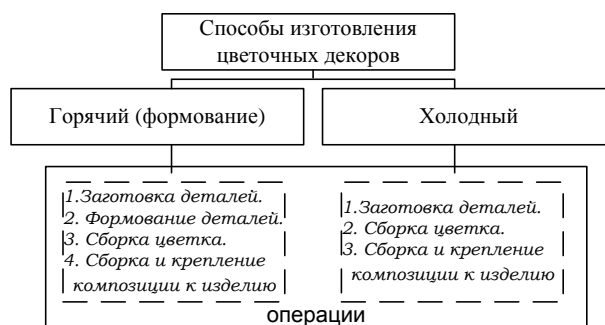 Способы изготовления
цветочных декоров
Горячий (формование)
Холодный
1.Заготовка деталей.
2. Формование деталей.
3. Сборка цветка.
4. Сборка и крепление
композиции к изделию
1.Заготовка деталей.
2. Сборка цветка.
3. Сборка и крепление
композиции к изделию
операции